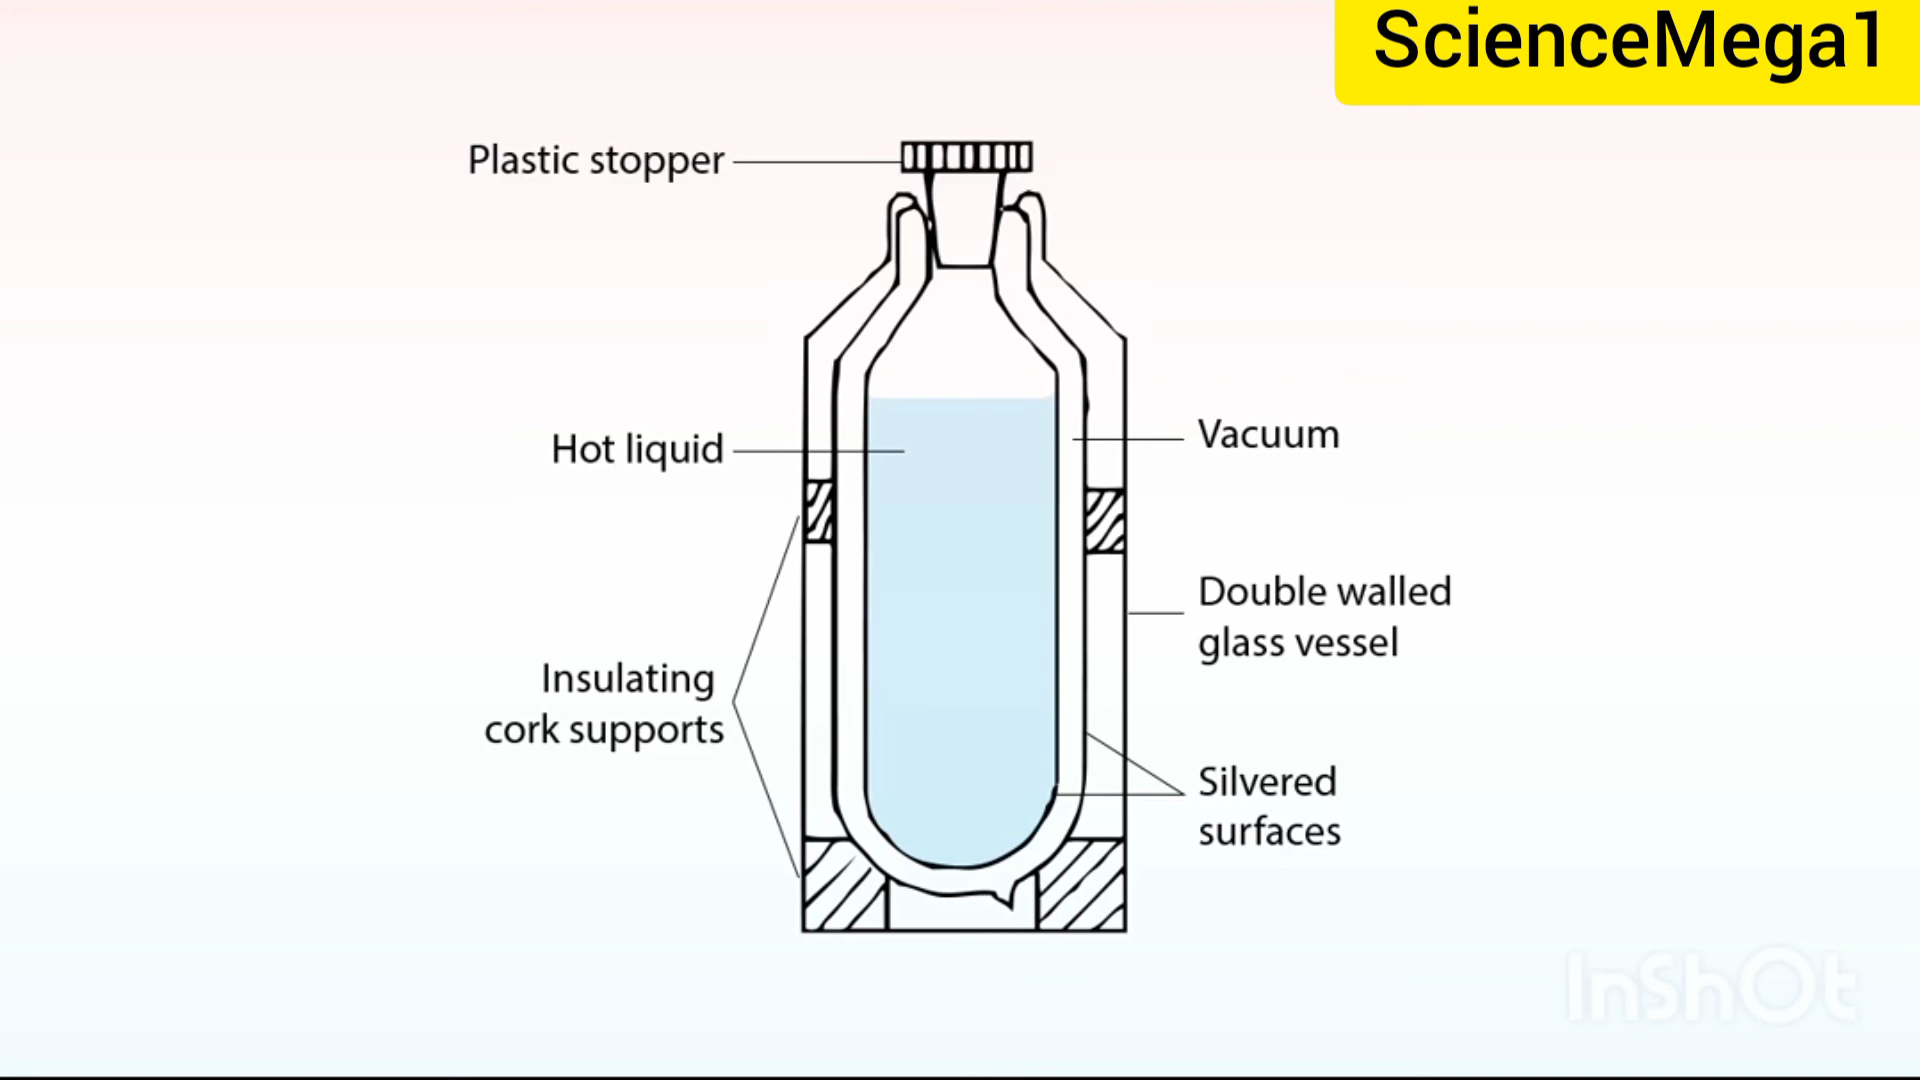 ScienceMega1
Plastic stopper
Hot liquid
Vacuum
Double walled
glass vessel
Insulating
cork supports
Silvered
surfaces
InShOt